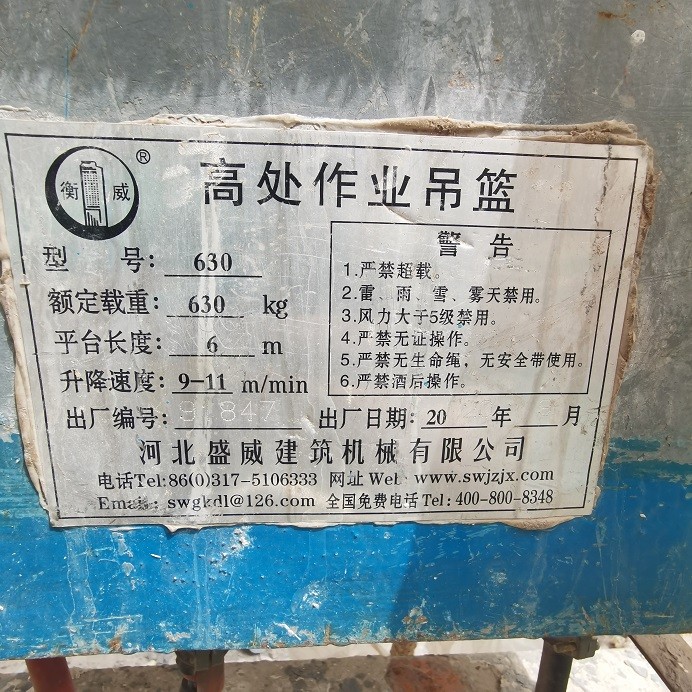 衡威®
高处作业吊篮
型 号: 630
额定载重: 630 kg
平台长度: 6 m
升降速度: 9-11 m/min
出厂编号:
警 告
1.严禁超载。
2.雷、雨、雪、雾天禁用。
3.风力大于5级禁用。
4.严禁无证操作。
5.严禁无生命绳，无安全带使用。
6.严禁酒后操作。
出厂日期: 20 年 月
河北盛威建筑机械有限公司
电话Tel:86(0)317-5106333 网址Web: www.swjzjx.com
Email: swgkdl@126.com 全国免费电话Tel: 400-800-8348